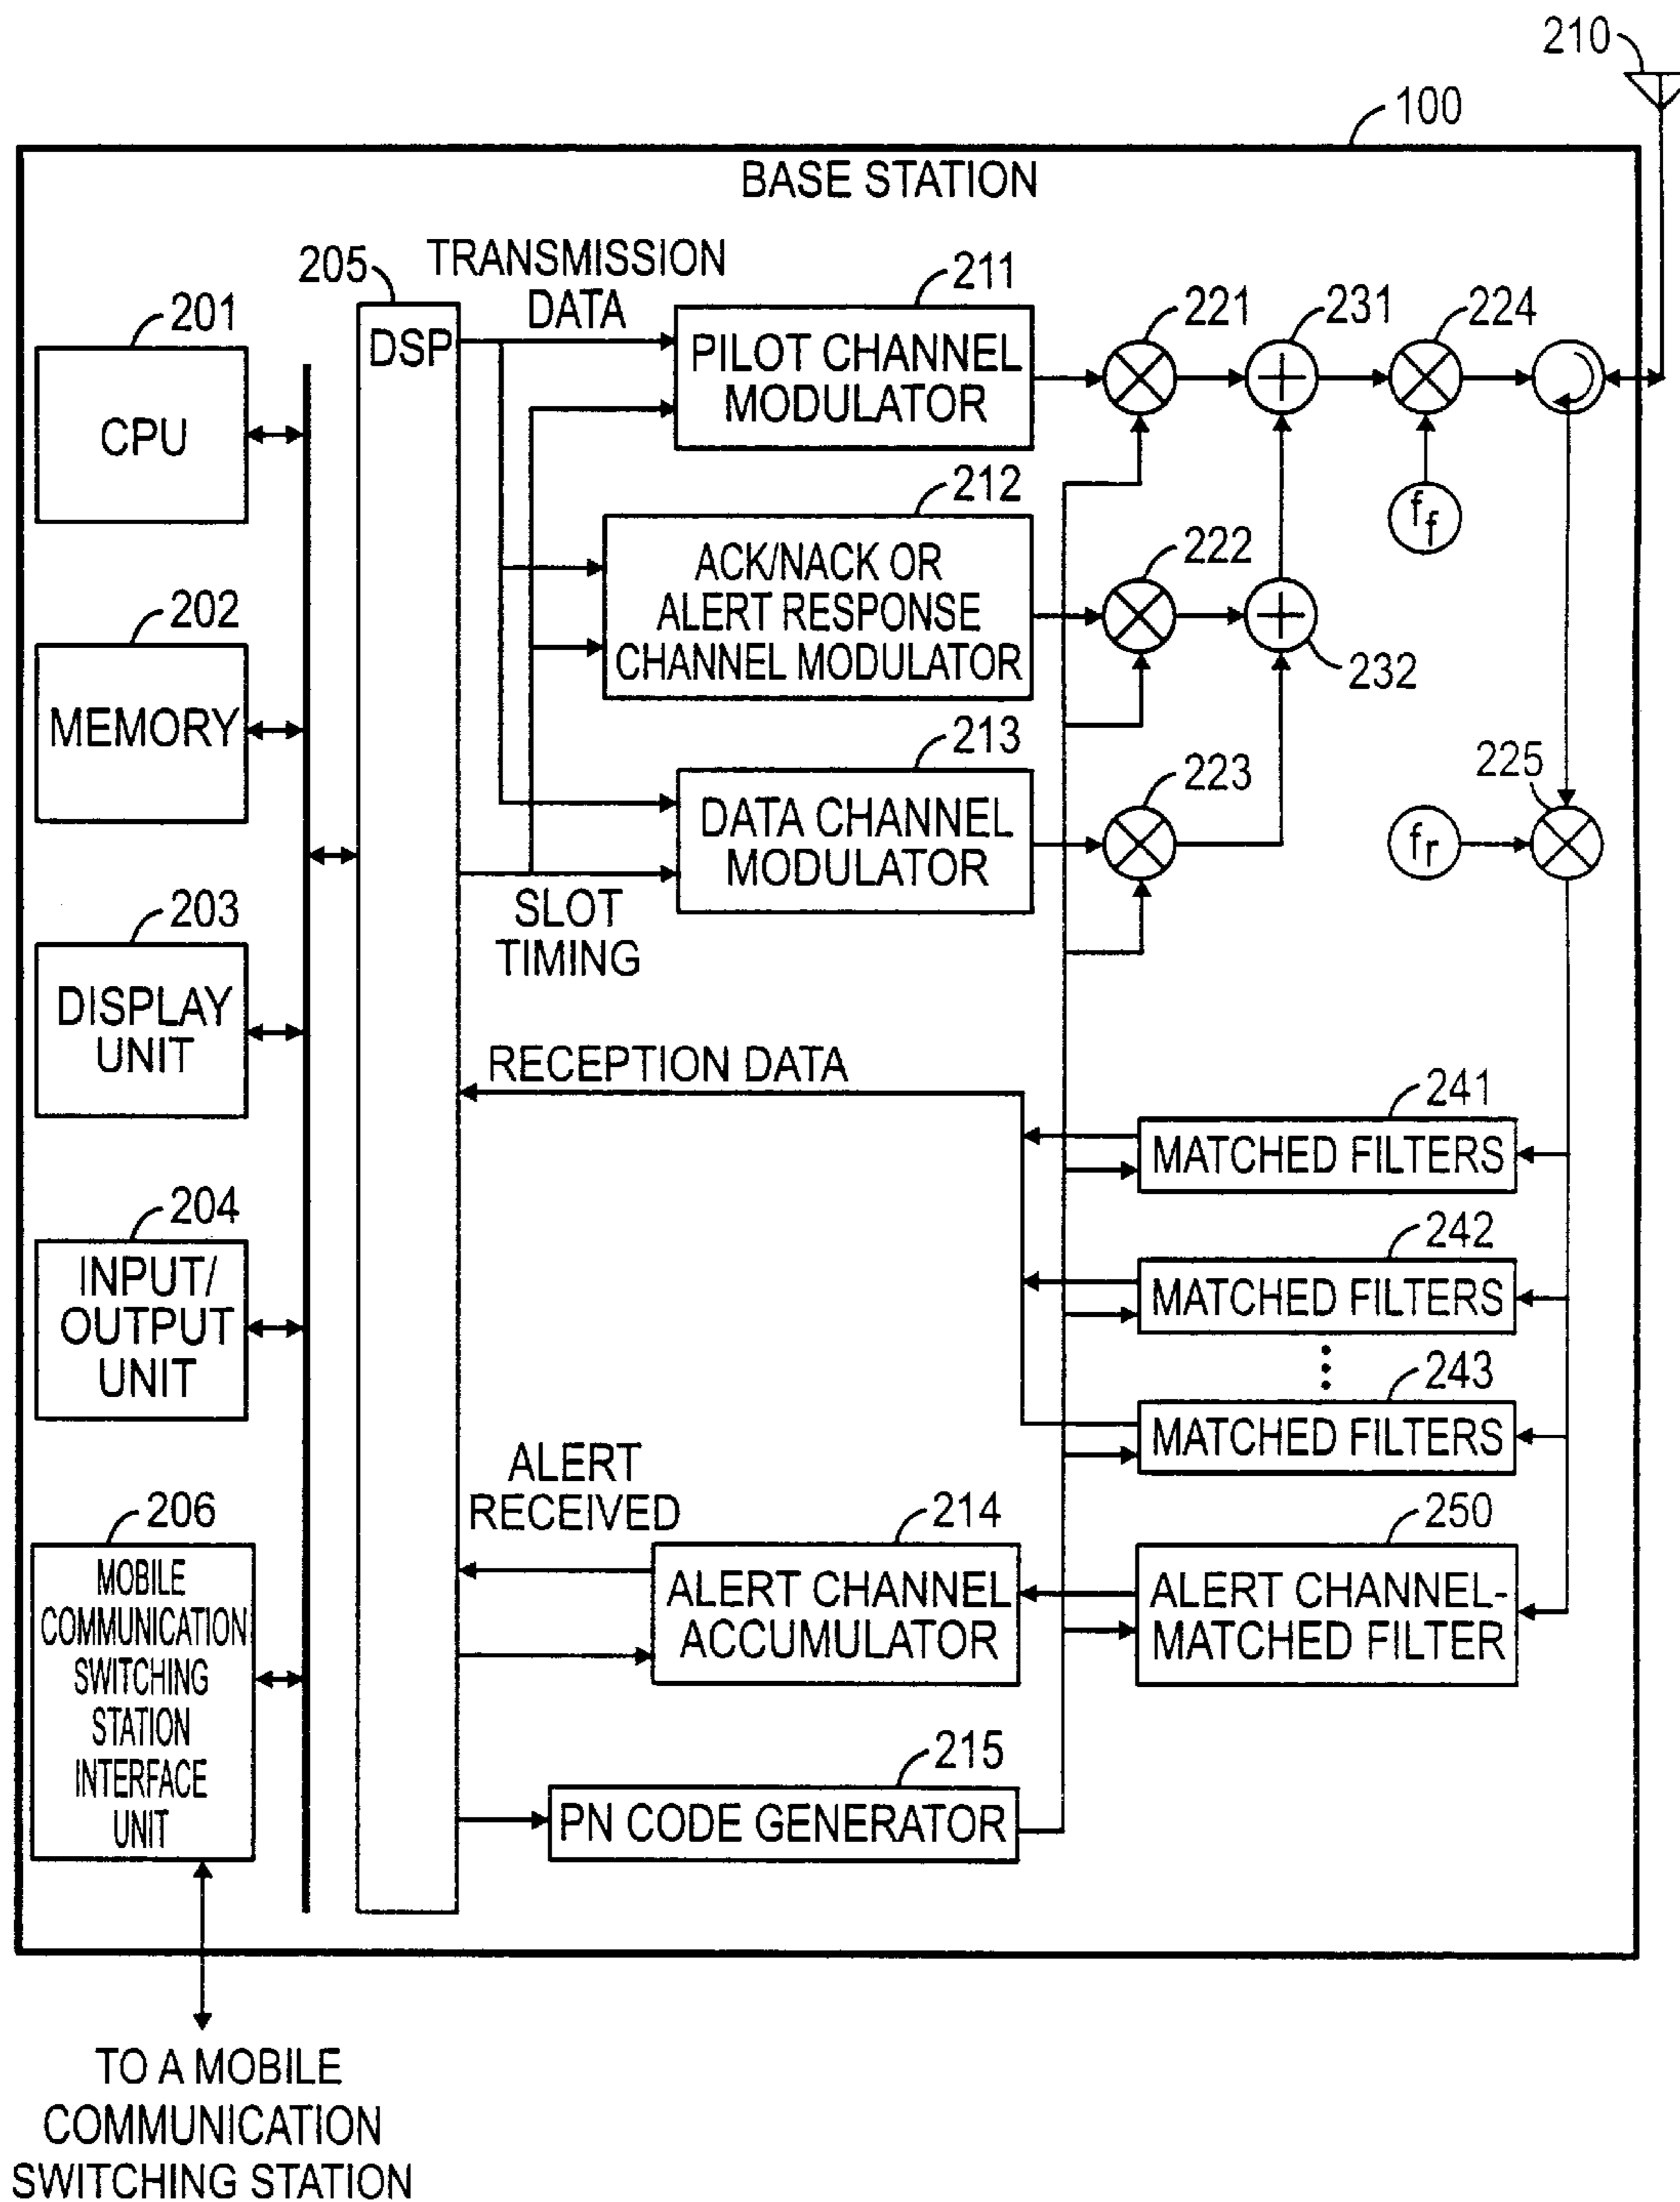 210
100
BASE STATION
205
DSP
TRANSMISSION
DATA
211
PILOT CHANNEL
MODULATOR
221
231
224
201
CPU
f f
212
ACK/NACK OR
ALERT RESPONSE
CHANNEL MODULATOR
222
232
202
MEMORY
213
DATA CHANNEL
MODULATOR
223
225
fr
SLOT
TIMING
203
DISPLAY
UNIT
RECEPTION DATA
241
MATCHED FILTERS
204
INPUT/
OUTPUT
UNIT
242
MATCHED FILTERS
243
MATCHED FILTERS
ALERT
RECEIVED
206
MOBILE
COMMUNICATION
SWITCHING
STATION
INTERFACE
UNIT
214
ALERT CHANNEL
ACCUMULATOR
250
ALERT CHANNEL-
MATCHED FILTER
215
PN CODE GENERATOR
TO A MOBILE
COMMUNICATION
SWITCHING STATION